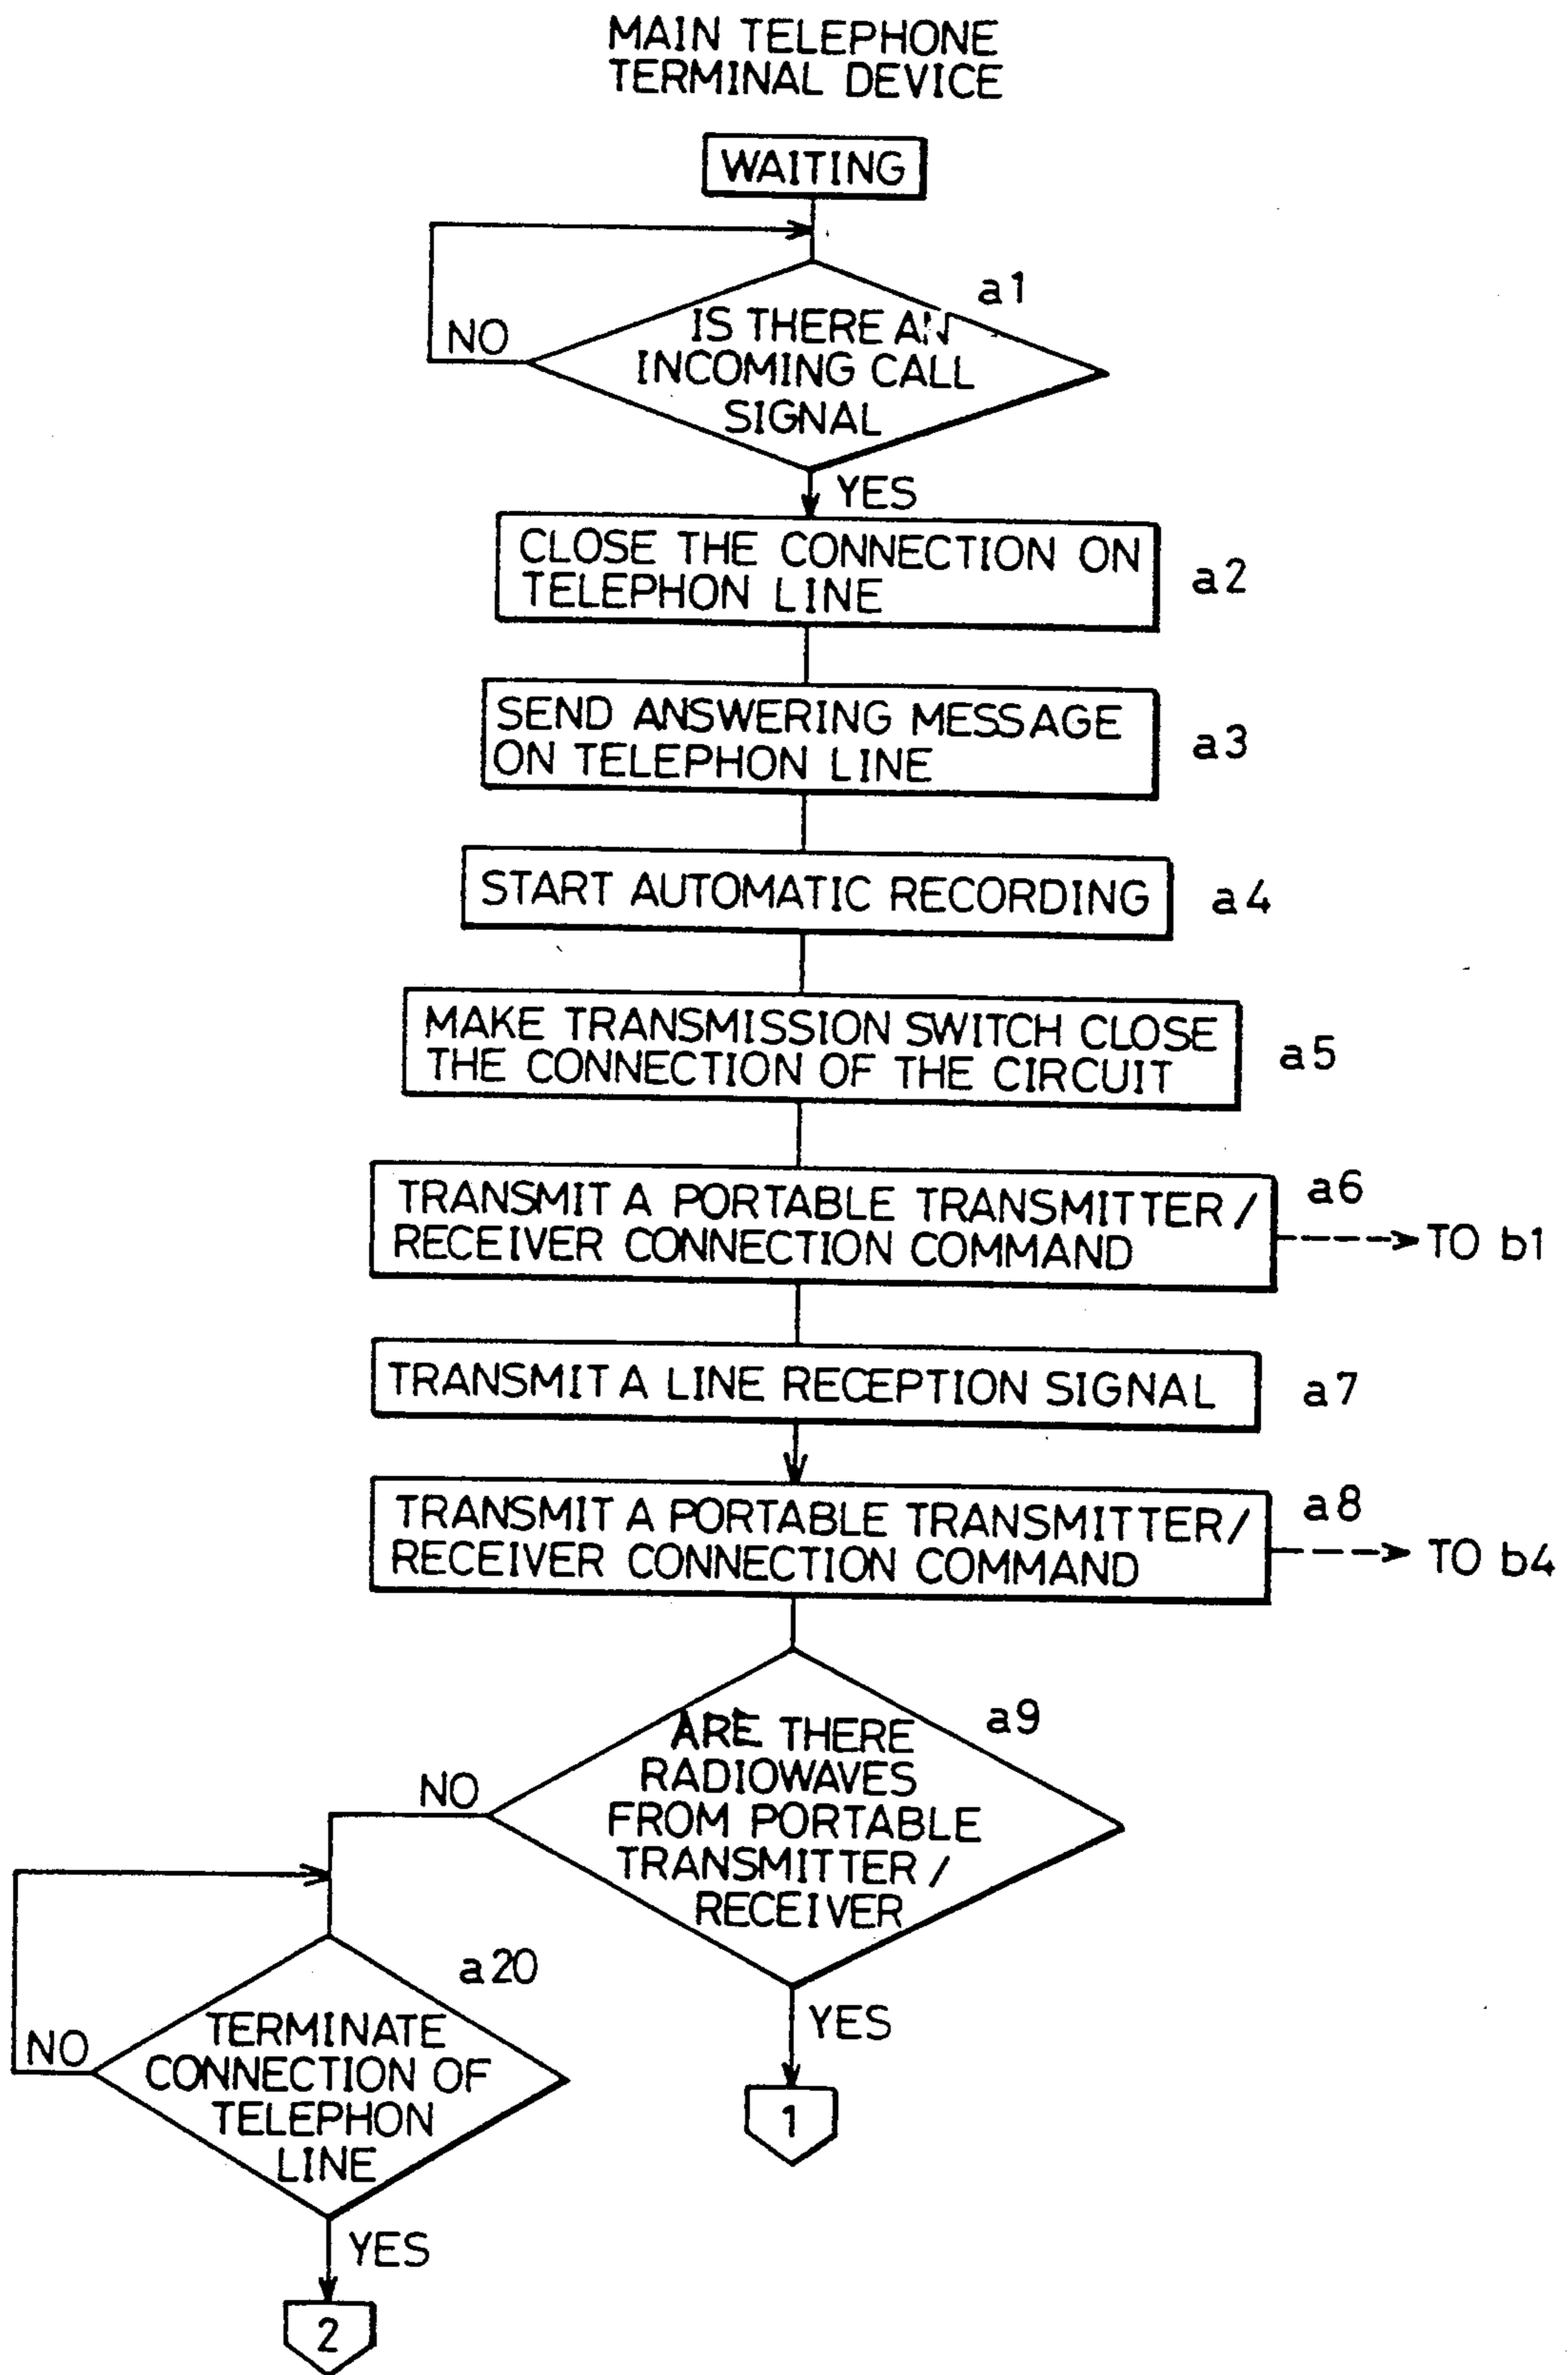 MAIN TELEPHONE
TERMINAL DEVICE
WAITING
a1
IS THERE AN
INCOMING CALL
SIGNAL
NO
YES
CLOSE THE CONNECTION ON
TELEPHON LINE
a2
SEND ANSWERING MESSAGE
ON TELEPHON LINE
a3
START AUTOMATIC RECORDING
a4
MAKE TRANSMISSION SWITCH CLOSE
THE CONNECTION OF THE CIRCUIT
a5
TRANSMIT A PORTABLE TRANSMITTER/
RECEIVER CONNECTION COMMAND
a6
TO b1
TRANSMIT A LINE RECEPTION SIGNAL
a7
TRANSMIT A PORTABLE TRANSMITTER/
RECEIVER CONNECTION COMMAND
a8
TO b4
a9
ARE THERE
RADIOWAVES
FROM PORTABLE
TRANSMITTER/
RECEIVER
NO
YES
1
a20
TERMINATE
CONNECTION OF
TELEPHON
LINE
NO
YES
2